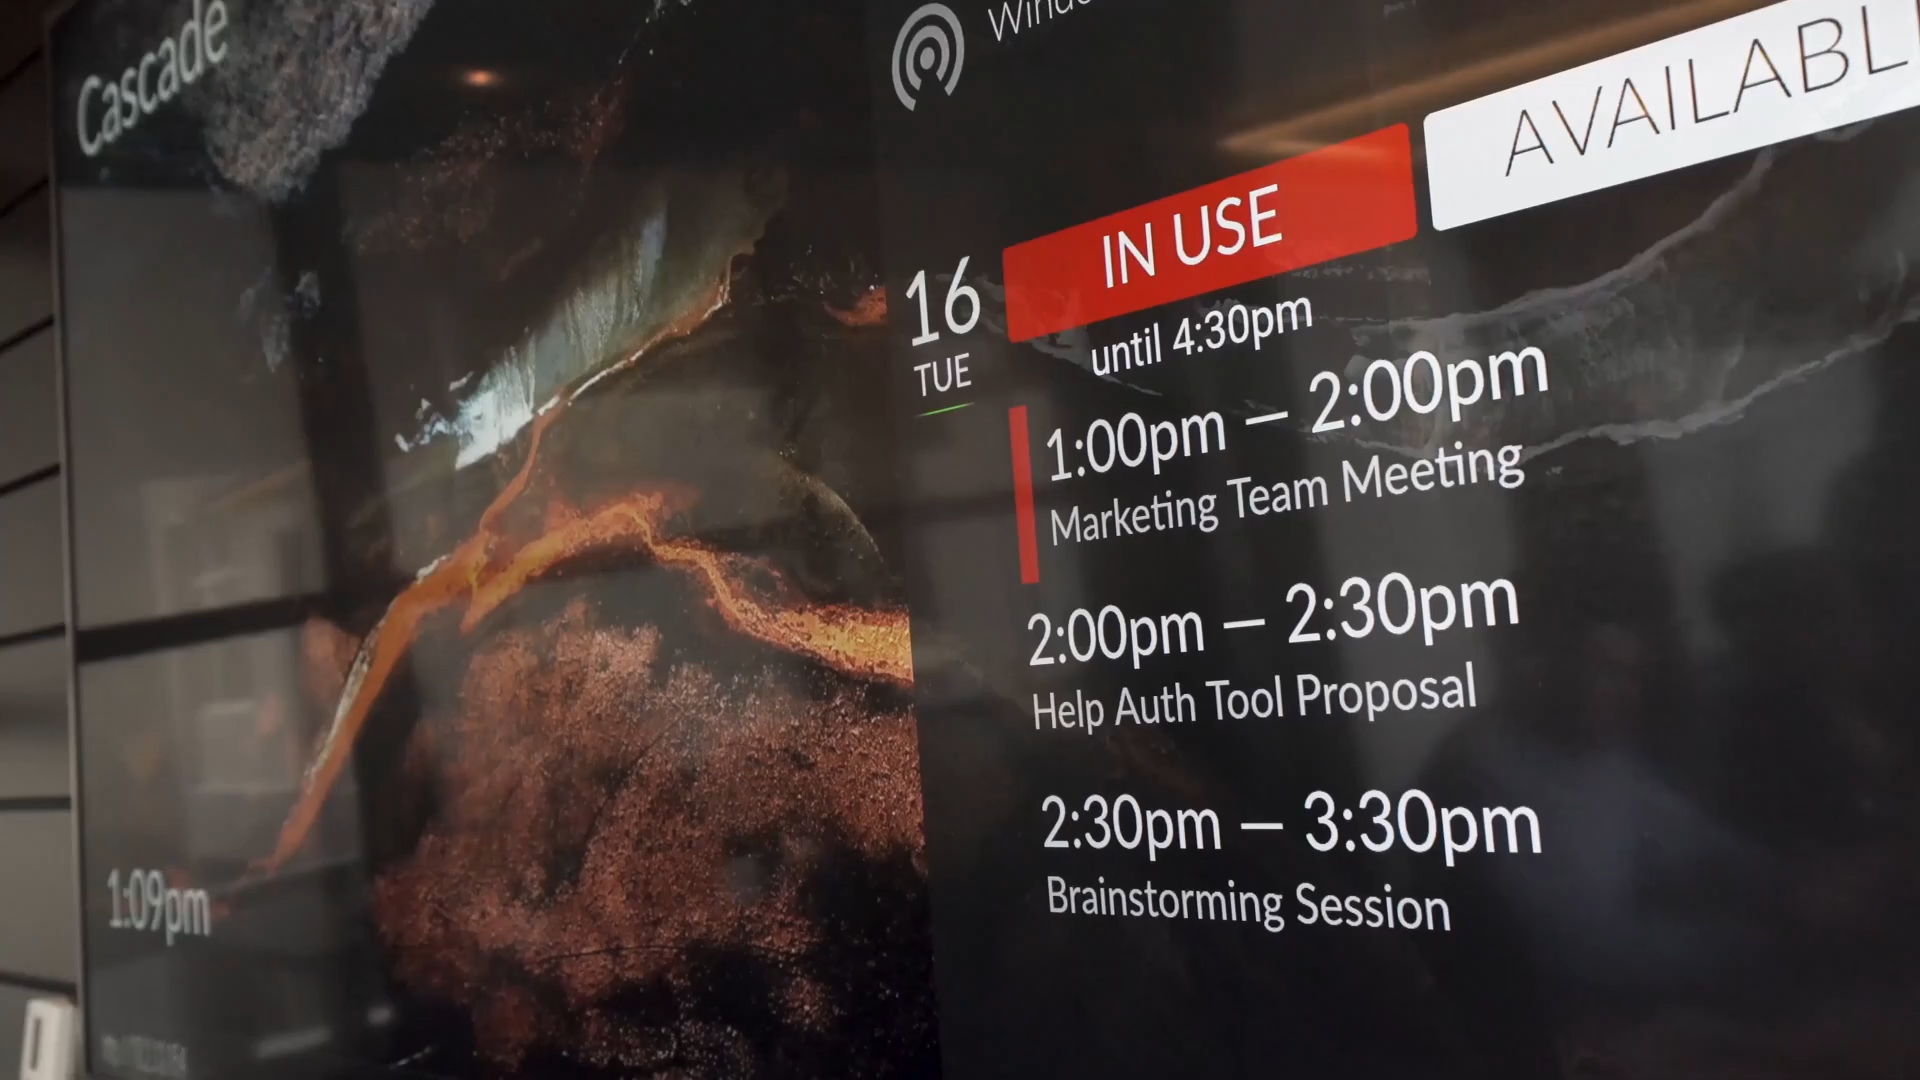 Cascade
IN USE
16
TUE
until 4:30pm
1:00pm – 2:00pm
Marketing Team Meeting
2:00pm – 2:30pm
Help Auth Tool Proposal
2:30pm – 3:30pm
Brainstorming Session
1:09pm